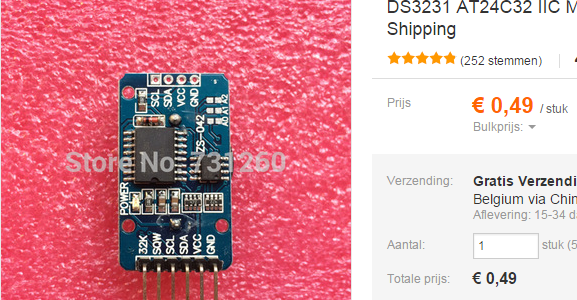 SCL SDA VCC GND
A0 A1 A2
ZS-042
Store No. 731260
POWER
32K SQW SCL SDA VCC GND
DS3231 AT24C32 IIC M
Shipping
(252 stemmen)
Prijs
€ 0,49 / stuk
Bulkprijs:
Verzending:
Gratis Verzendi
Belgium via Chin
Aflevering: 15-34 d
Aantal:
1 stuk (5
Totale prijs:
€ 0,49